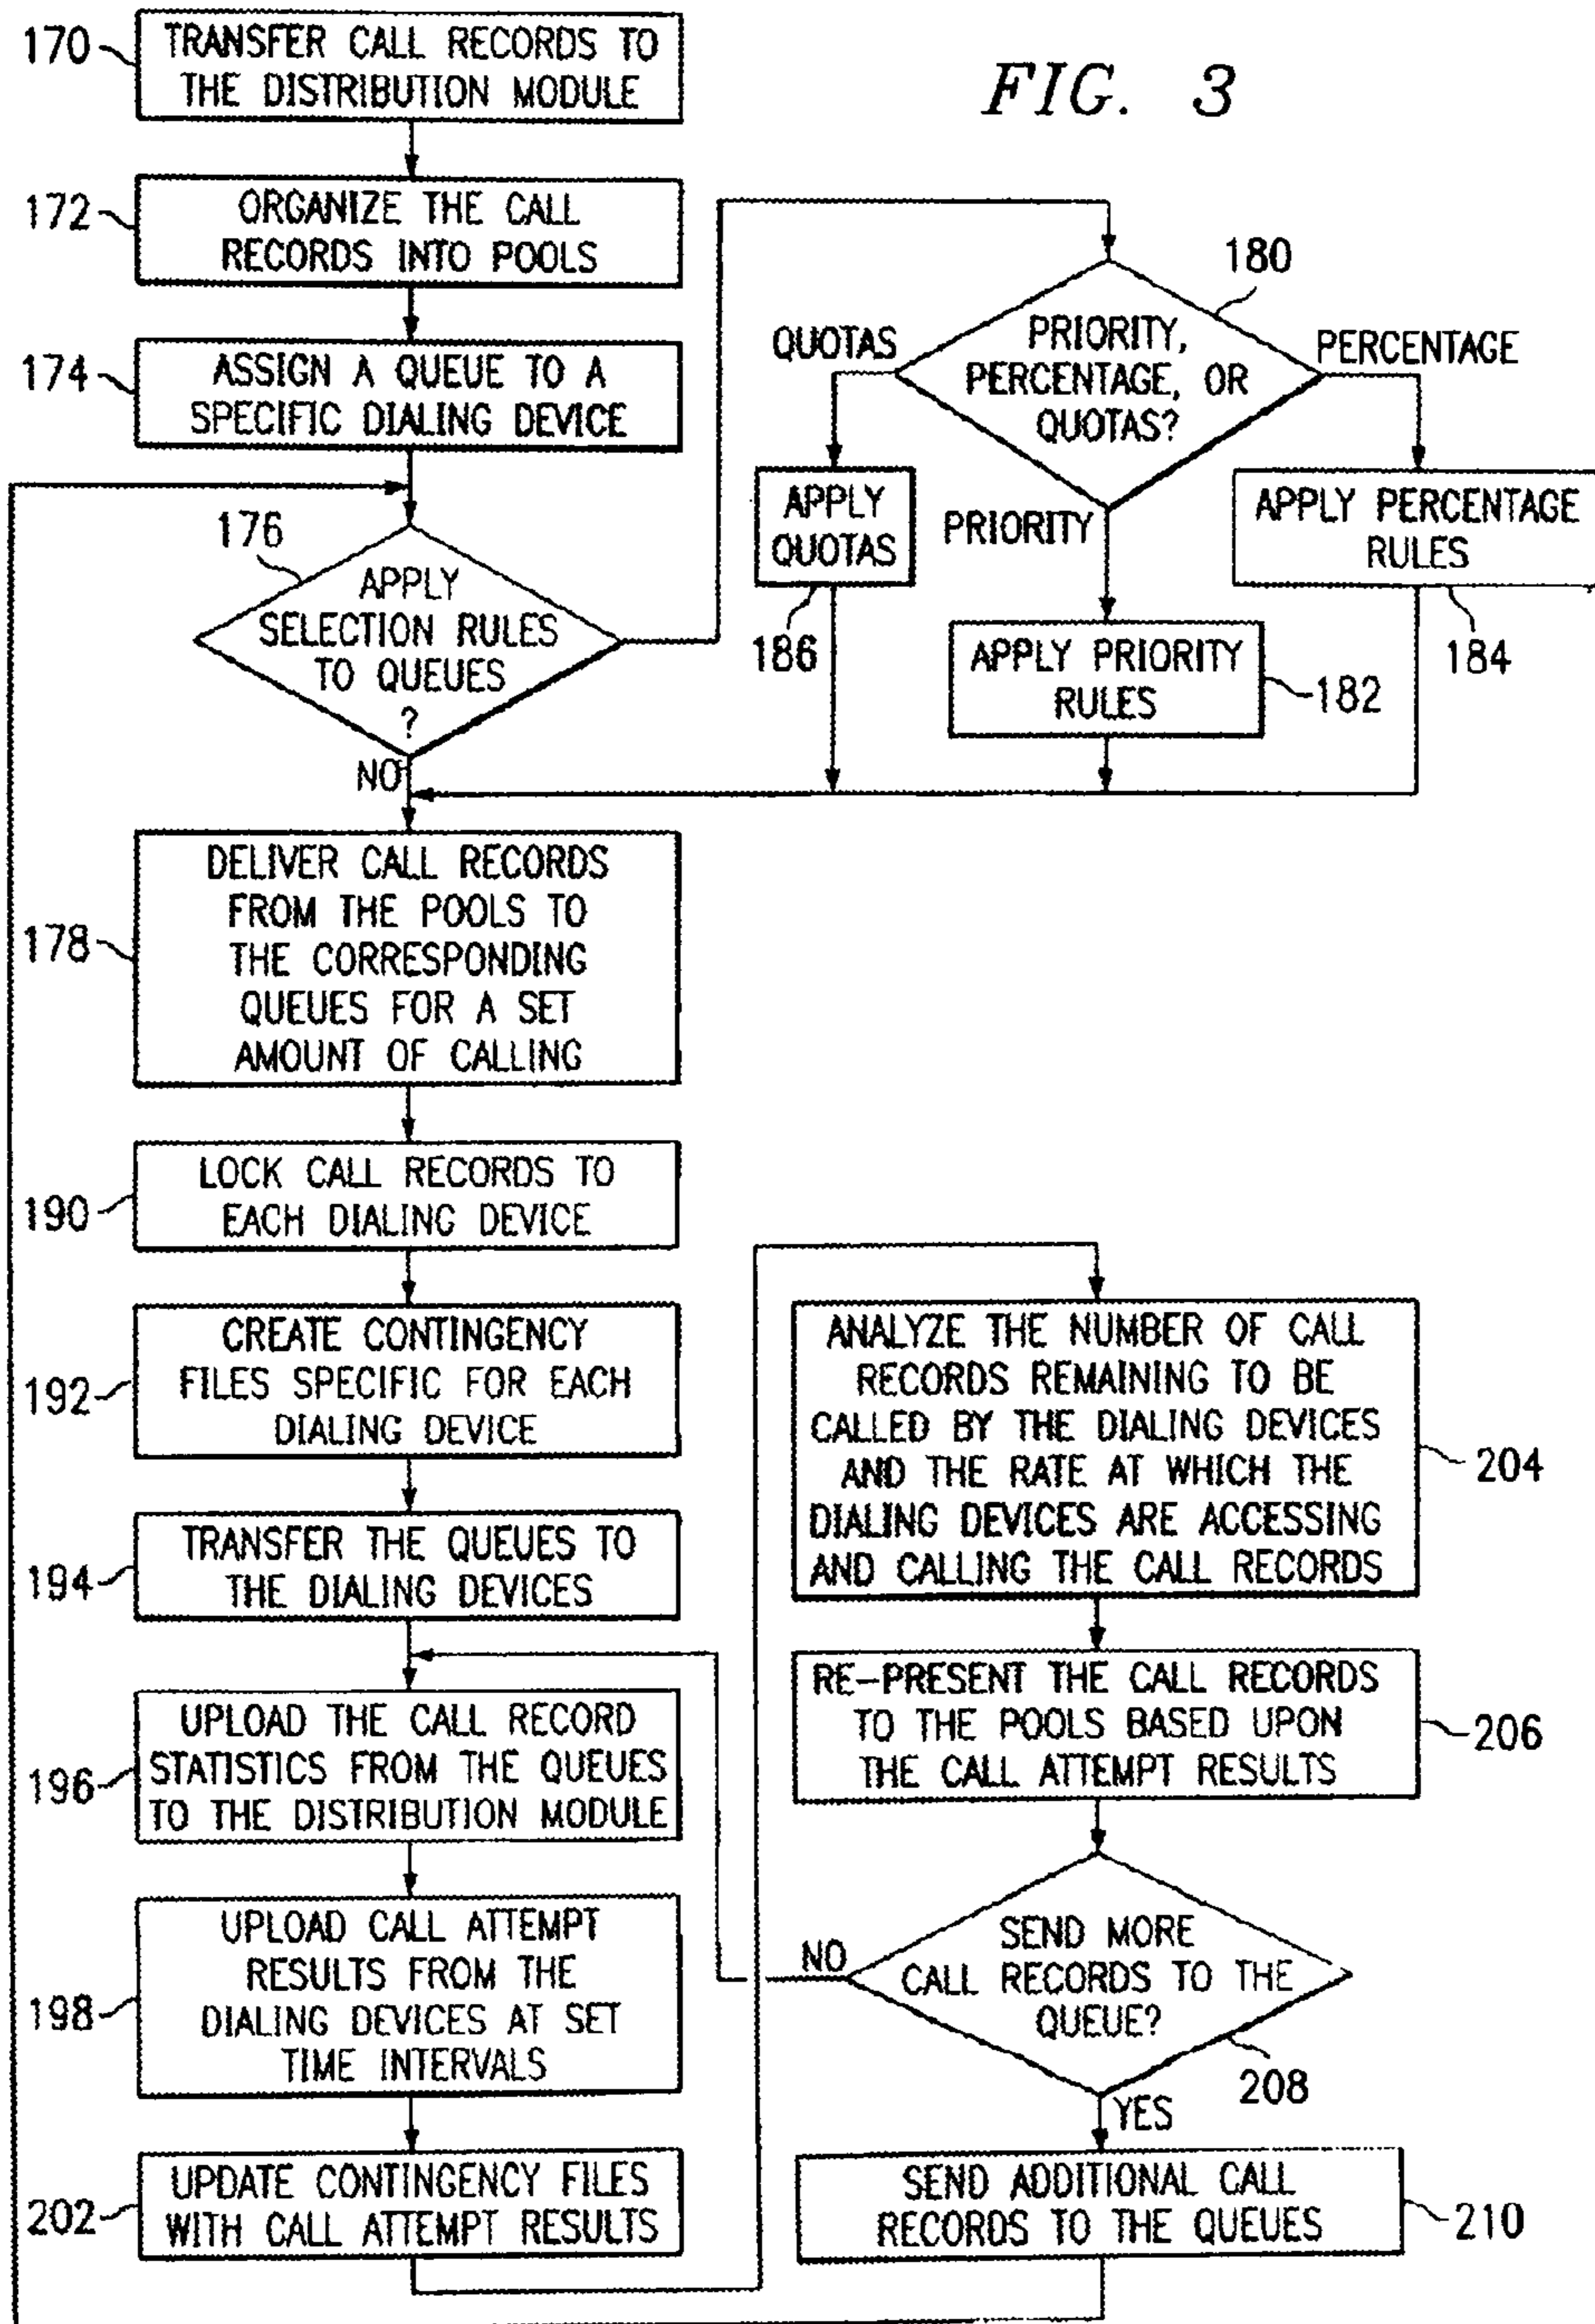 FIG. 3
170
TRANSFER CALL RECORDS TO
THE DISTRIBUTION MODULE
172
ORGANIZE THE CALL
RECORDS INTO POOLS
174
ASSIGN A QUEUE TO A
SPECIFIC DIALING DEVICE
176
APPLY
SELECTION RULES
TO QUEUES
?
NO
180
PRIORITY,
PERCENTAGE, OR
QUOTAS?
QUOTAS
PERCENTAGE
PRIORITY
APPLY
QUOTAS
186
APPLY PRIORITY
RULES
182
APPLY PERCENTAGE
RULES
184
178
DELIVER CALL RECORDS
FROM THE POOLS TO
THE CORRESPONDING
QUEUES FOR A SET
AMOUNT OF CALLING
190
LOCK CALL RECORDS TO
EACH DIALING DEVICE
192
CREATE CONTINGENCY
FILES SPECIFIC FOR EACH
DIALING DEVICE
194
TRANSFER THE QUEUES TO
THE DIALING DEVICES
196
UPLOAD THE CALL RECORD
STATISTICS FROM THE QUEUES
TO THE DISTRIBUTION MODULE
198
UPLOAD CALL ATTEMPT
RESULTS FROM THE
DIALING DEVICES AT SET
TIME INTERVALS
202
UPDATE CONTINGENCY FILES
WITH CALL ATTEMPT RESULTS
ANALYZE THE NUMBER OF CALL
RECORDS REMAINING TO BE
CALLED BY THE DIALING DEVICES
AND THE RATE AT WHICH THE
DIALING DEVICES ARE ACCESSING
AND CALLING THE CALL RECORDS
204
RE-PRESENT THE CALL RECORDS
TO THE POOLS BASED UPON
THE CALL ATTEMPT RESULTS
206
SEND MORE
CALL RECORDS TO THE
QUEUE?
NO
208
YES
SEND ADDITIONAL CALL
RECORDS TO THE QUEUES
210